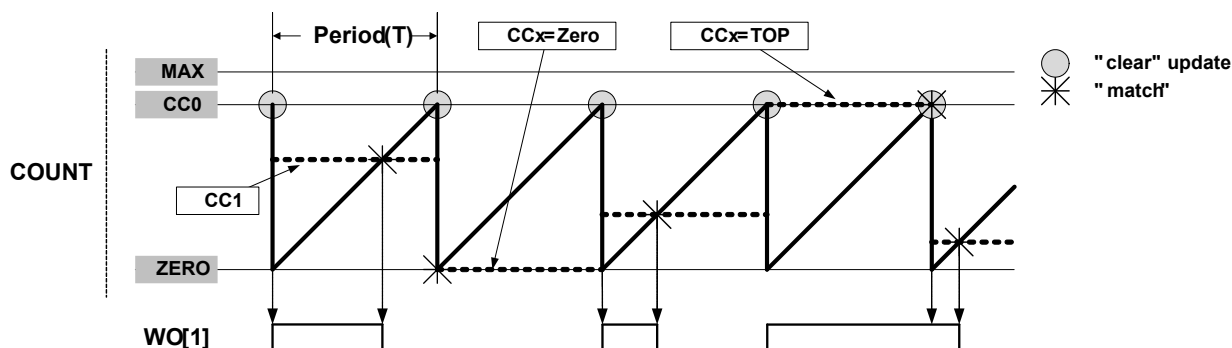 Period(T)
CCx=Zero
CCx=TOP
"clear" update
"match"
MAX
CC0
COUNT
CC1
ZERO
WO[1]